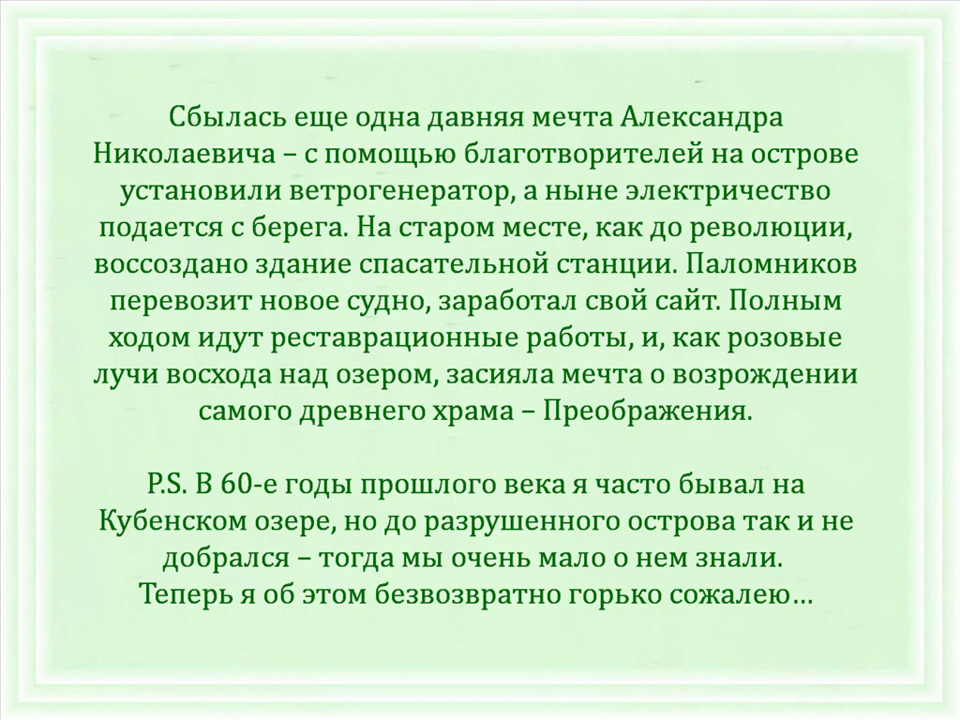 Сбылась еще одна давняя мечта Александра
Николаевича – с помощью благотворителей на острове
установили ветрогенератор, а ныне электричество
подается с берега. На старом месте, как до революции,
воссоздано здание спасательной станции. Паломников
перевозит новое судно, заработал свой сайт. Полным
ходом идут реставрационные работы, и, как розовые
лучи восхода над озером, засияла мечта о возрождении
самого древнего храма – Преображения.
P.S. В 60-е годы прошлого века я часто бывал на
Кубенском озере, но до разрушенного острова так и не
добрался – тогда мы очень мало о нем знали.
Теперь я об этом безвозвратно горько сожалею…